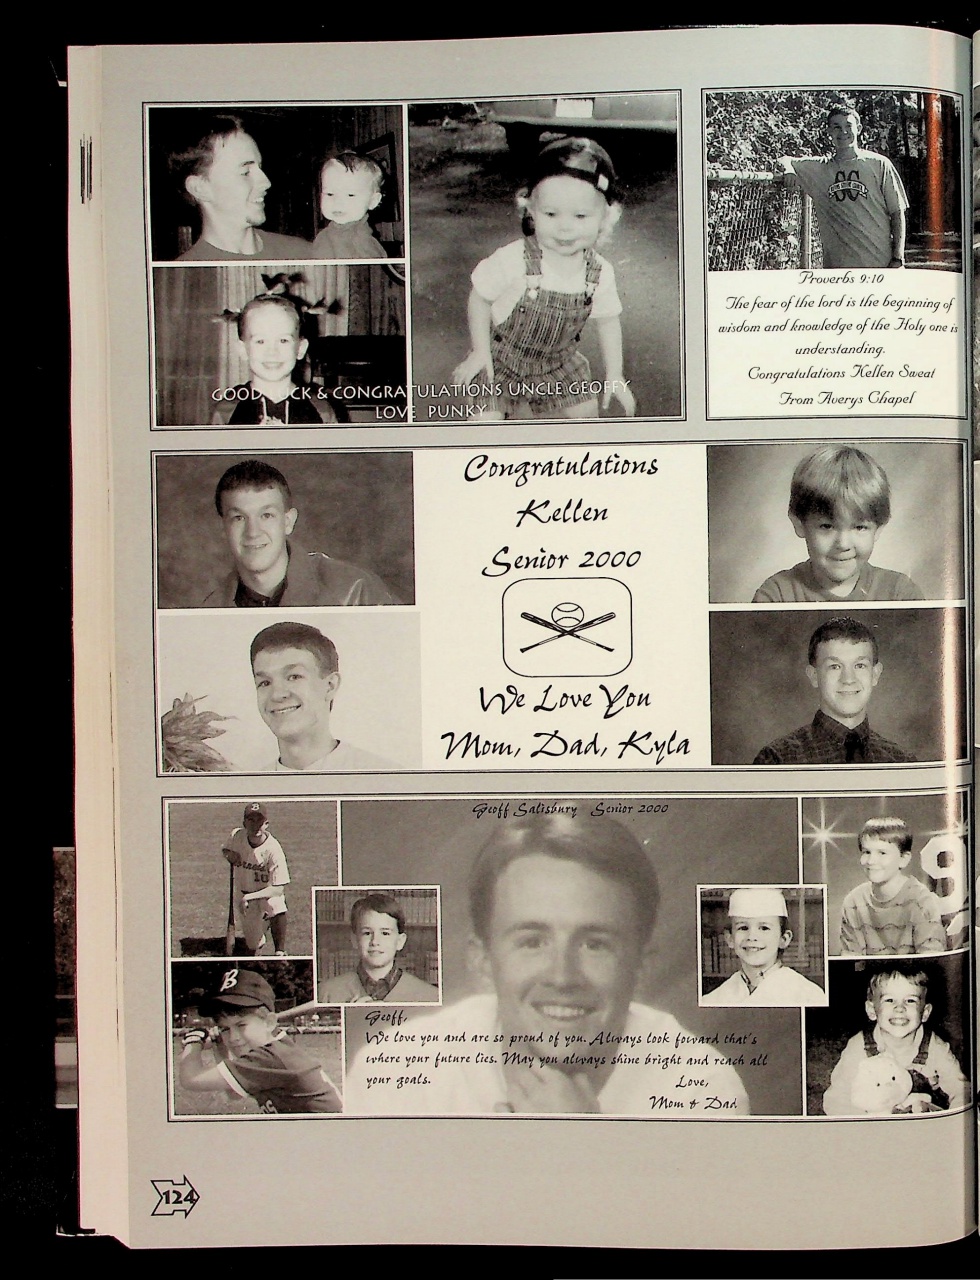 GOOD LUCK & CONGRATULATIONS UNCLE GEOFFY
LOVE PUNKY
Proverbs 9:10
The fear of the lord is the beginning of
wisdom and knowledge of the Holy one is
understanding.
Congratulations Kellen Sweat
From Averys Chapel
Congratulations
Kellen
Senior 2000
We Love You
Mom, Dad, Kyla
Geoff Salisbury Senior 2000
B
10
B
9
Geoff,
We love you and are so proud of you. Always look foward that's
where your future lies. May you always shine bright and reach all
your goals.
Love,
Mom & Dad
124